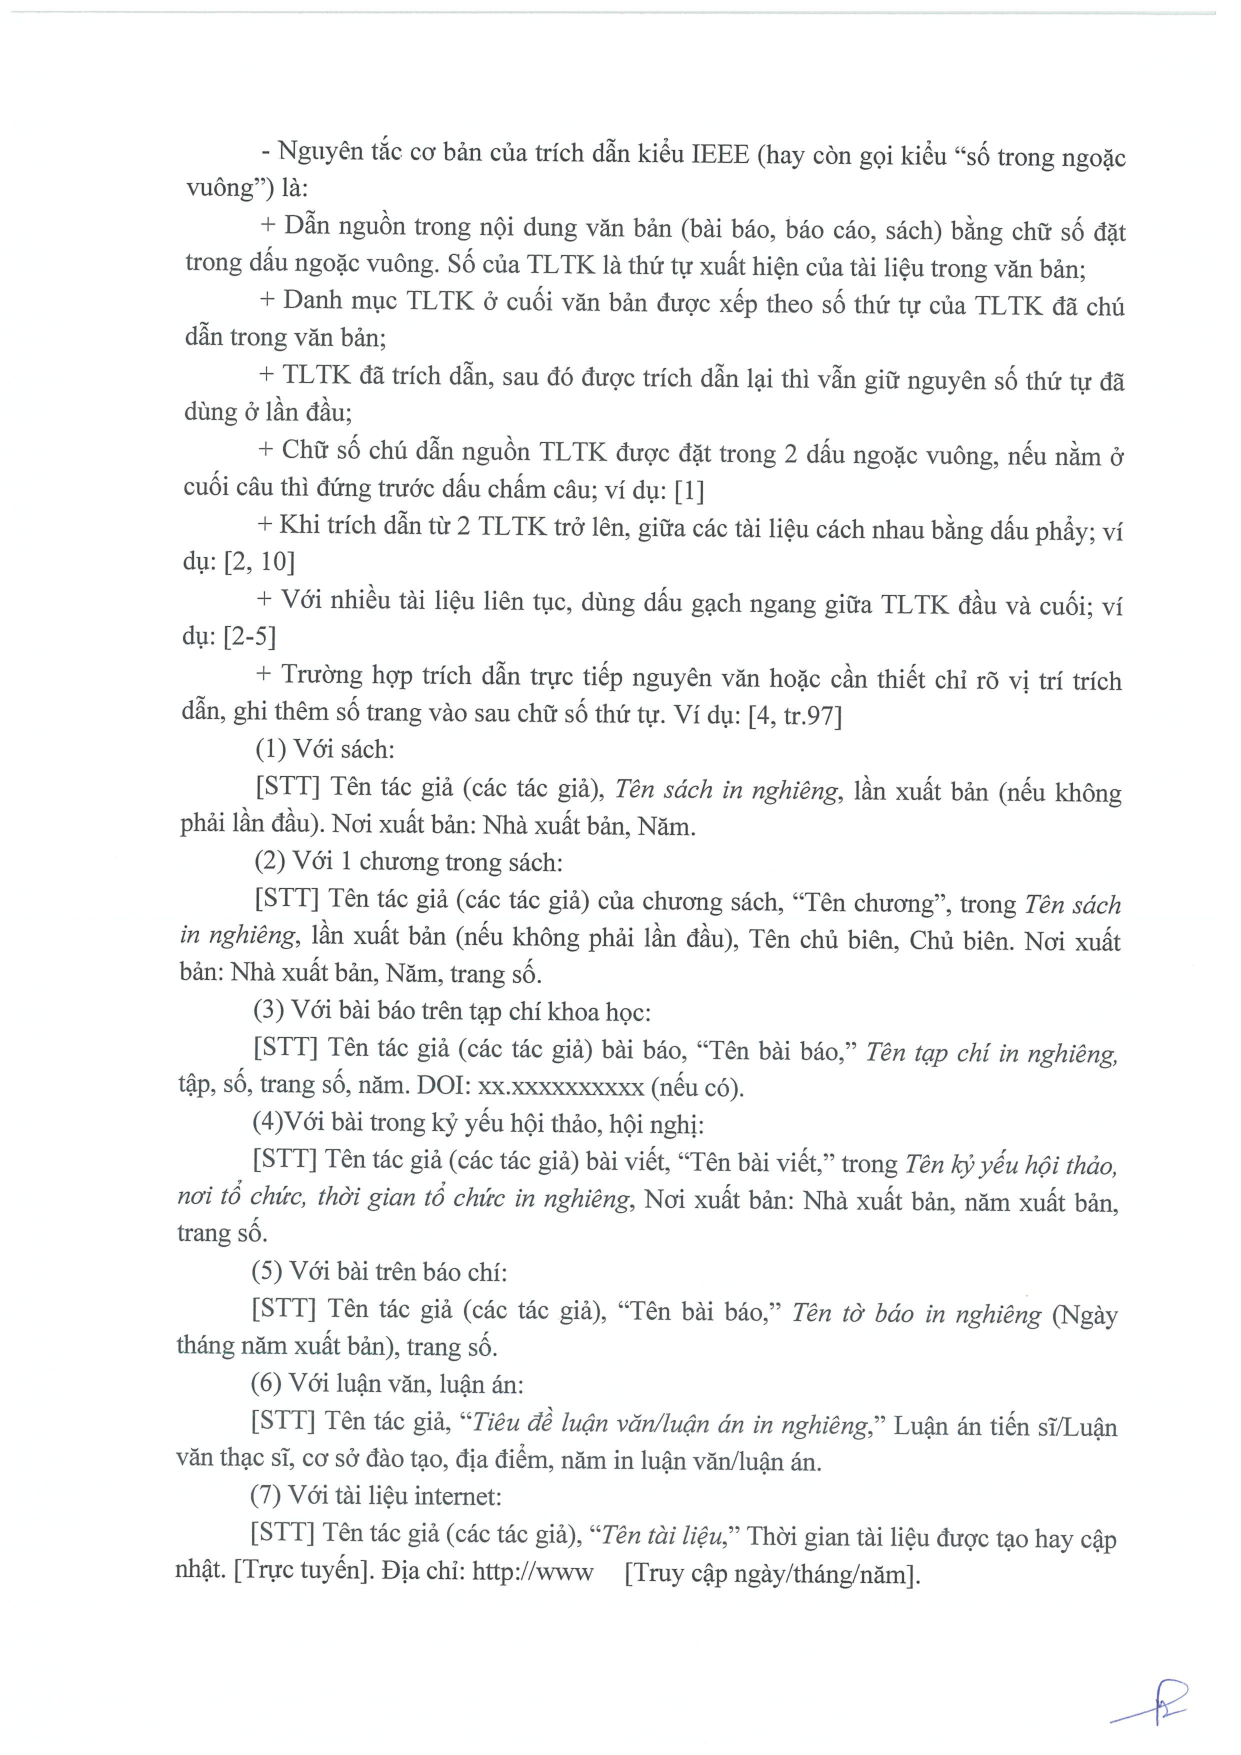 - Nguyên tắc cơ bản của trích dẫn kiểu IEEE (hay còn gọi kiểu “số trong ngoặc
vuông”) là:
+ Dẫn nguồn trong nội dung văn bản (bài báo, báo cáo, sách) bằng chữ số đặt
trong dấu ngoặc vuông. Số của TLTK là thứ tự xuất hiện của tài liệu trong văn bản;
+ Danh mục TLTK ở cuối văn bản được xếp theo số thứ tự của TLTK đã chú
dẫn trong văn bản;
+ TLTK đã trích dẫn, sau đó được trích dẫn lại thì vẫn giữ nguyên số thứ tự đã
dùng ở lần đầu;
+ Chữ số chú dẫn nguồn TLTK được đặt trong 2 dấu ngoặc vuông, nếu nằm ở
cuối câu thì đứng trước dấu chấm câu; ví dụ: [1]
+ Khi trích dẫn từ 2 TLTK trở lên, giữa các tài liệu cách nhau bằng dấu phẩy; ví
dụ: [2, 10]
+ Với nhiều tài liệu liên tục, dùng dấu gạch ngang giữa TLTK đầu và cuối; ví
dụ: [2-5]
+ Trường hợp trích dẫn trực tiếp nguyên văn hoặc cần thiết chỉ rõ vị trí trích
dẫn, ghi thêm số trang vào sau chữ số thứ tự. Ví dụ: [4, tr.97]
(1) Với sách:
[STT] Tên tác giả (các tác giả), Tên sách in nghiêng, lần xuất bản (nếu không
phải lần đầu). Nơi xuất bản: Nhà xuất bản, Năm.
(2) Với 1 chương trong sách:
[STT] Tên tác giả (các tác giả) của chương sách, “Tên chương”, trong Tên sách
in nghiêng, lần xuất bản (nếu không phải lần đầu), Tên chủ biên, Chủ biên. Nơi xuất
bản: Nhà xuất bản, Năm, trang số.
(3) Với bài báo trên tạp chí khoa học:
[STT] Tên tác giả (các tác giả) bài báo, “Tên bài báo,” Tên tạp chí in nghiêng,
tập, số, trang số, năm. DOI: xx.xxxxxxxxxx (nếu có).
(4)Với bài trong kỷ yếu hội thảo, hội nghị:
[STT] Tên tác giả (các tác giả) bài viết, “Tên bài viết,” trong Tên kỷ yếu hội thảo,
nơi tổ chức, thời gian tổ chức in nghiêng, Nơi xuất bản: Nhà xuất bản, năm xuất bản,
trang số.
(5) Với bài trên báo chí:
[STT] Tên tác giả (các tác giả), “Tên bài báo,” Tên tờ báo in nghiêng (Ngày
tháng năm xuất bản), trang số.
(6) Với luận văn, luận án:
[STT] Tên tác giả, “Tiêu đề luận văn/luận án in nghiêng,” Luận án tiến sĩ/Luận
văn thạc sĩ, cơ sở đào tạo, địa điểm, năm in luận văn/luận án.
(7) Với tài liệu internet:
[STT] Tên tác giả (các tác giả), “Tên tài liệu,” Thời gian tài liệu được tạo hay cập
nhật. [Trực tuyến]. Địa chỉ: http://www [Truy cập ngày/tháng/năm].